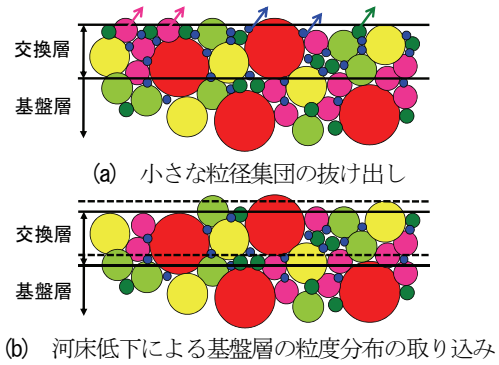 交換層
基盤層
(a) 小さな粒径集団の抜け出し
交換層
基盤層
(b) 河床低下による基盤層の粒度分布の取り込み